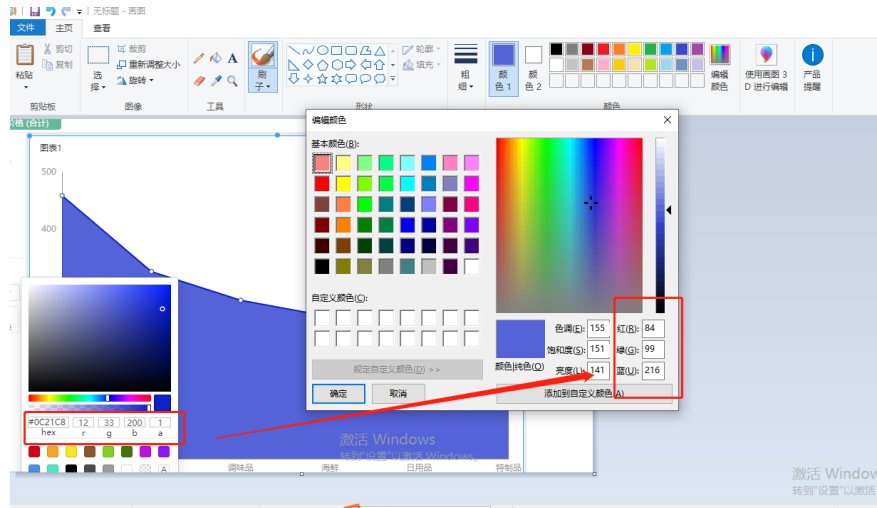 无标题 - 画图
文件 主页 查看
粘贴
剪切
复制
剪贴板
选择
裁剪
重新调整大小
旋转
图像
A
工具
刷子
轮廓
填充
形状
粗细
颜色 1
颜色 2
编辑颜色
颜色
使用画图 3D 进行编辑
产品提醒
价格 (合计)
图表1
500
400
编辑颜色
基本颜色(B):
自定义颜色(C):
规定自定义颜色(D) >>
确定 取消
颜色|纯色(O)
色调(E): 155 红(R): 84
饱和度(S): 151 绿(G): 99
亮度(L): 141 蓝(U): 216
添加到自定义颜色(A)
#0C21C8 12 33 200 1
hex r g b a
A
激活 Windows
转到"设置"以激活 Windows。
调味品 海鲜 日用品 特制品
激活 Window
转到"设置"以激活